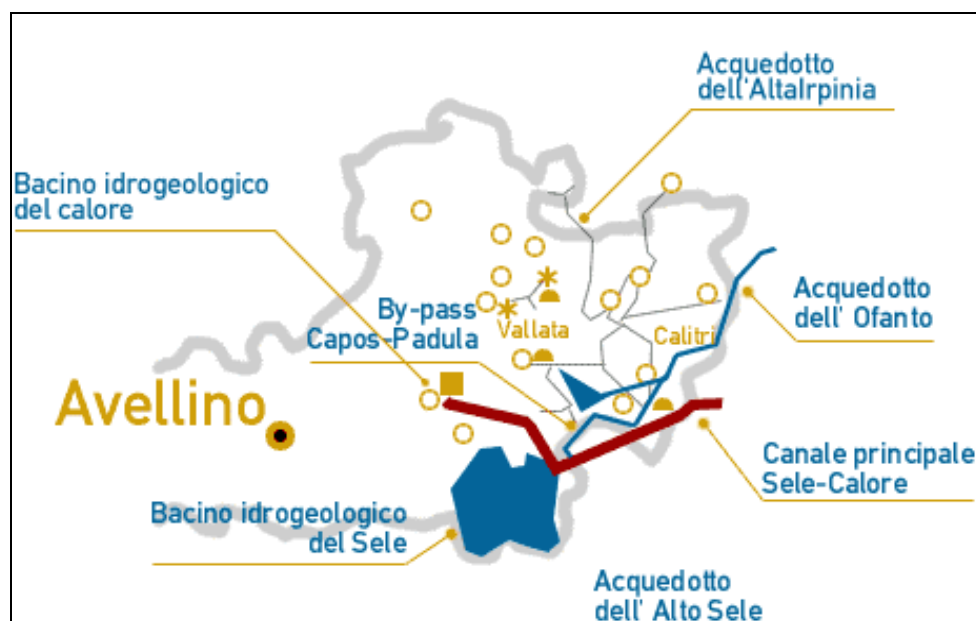 Acquedotto
dell'AltaIrpinia
Bacino idrogeologico
del calore
By-pass
Capos-Padula
Vallata
Calitri
Acquedotto
dell' Ofanto
Avellino
Canale principale
Sele-Calore
Bacino idrogeologico
del Sele
Acquedotto
dell' Alto Sele